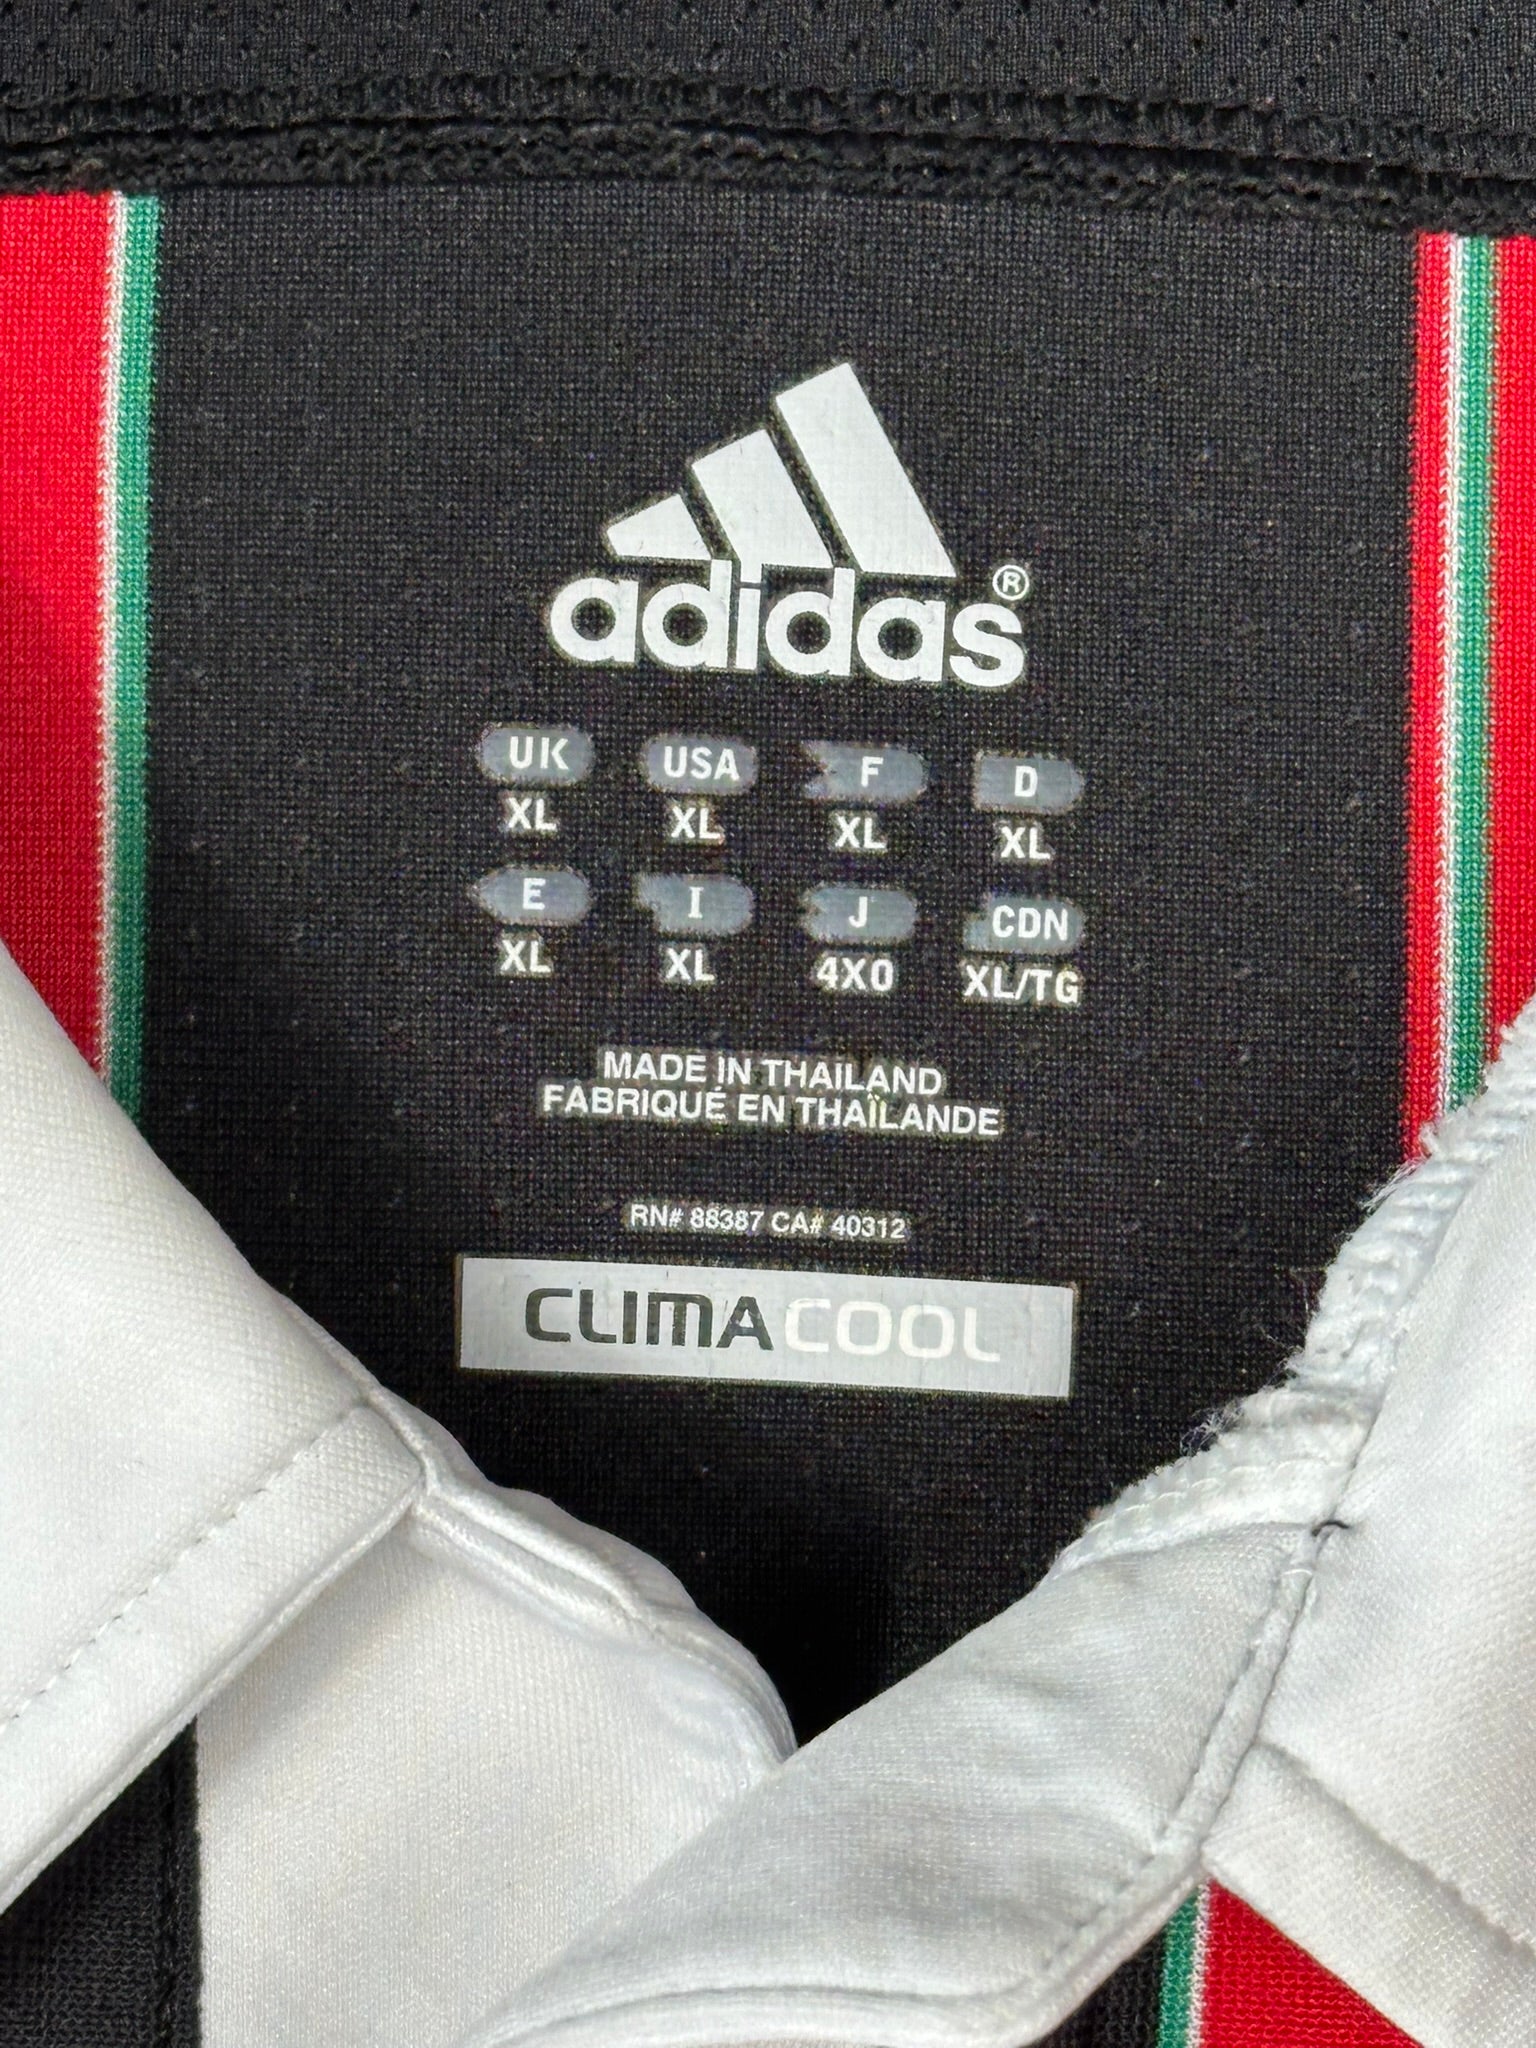 adidas®
UK USA F D
XL XL XL XL
E I J CDN
XL XL 4XO XL/TG
MADE IN THAILAND
FABRIQUÉ EN THAÏLANDE
RN# 88387 CA# 40312
CLIMACOOL